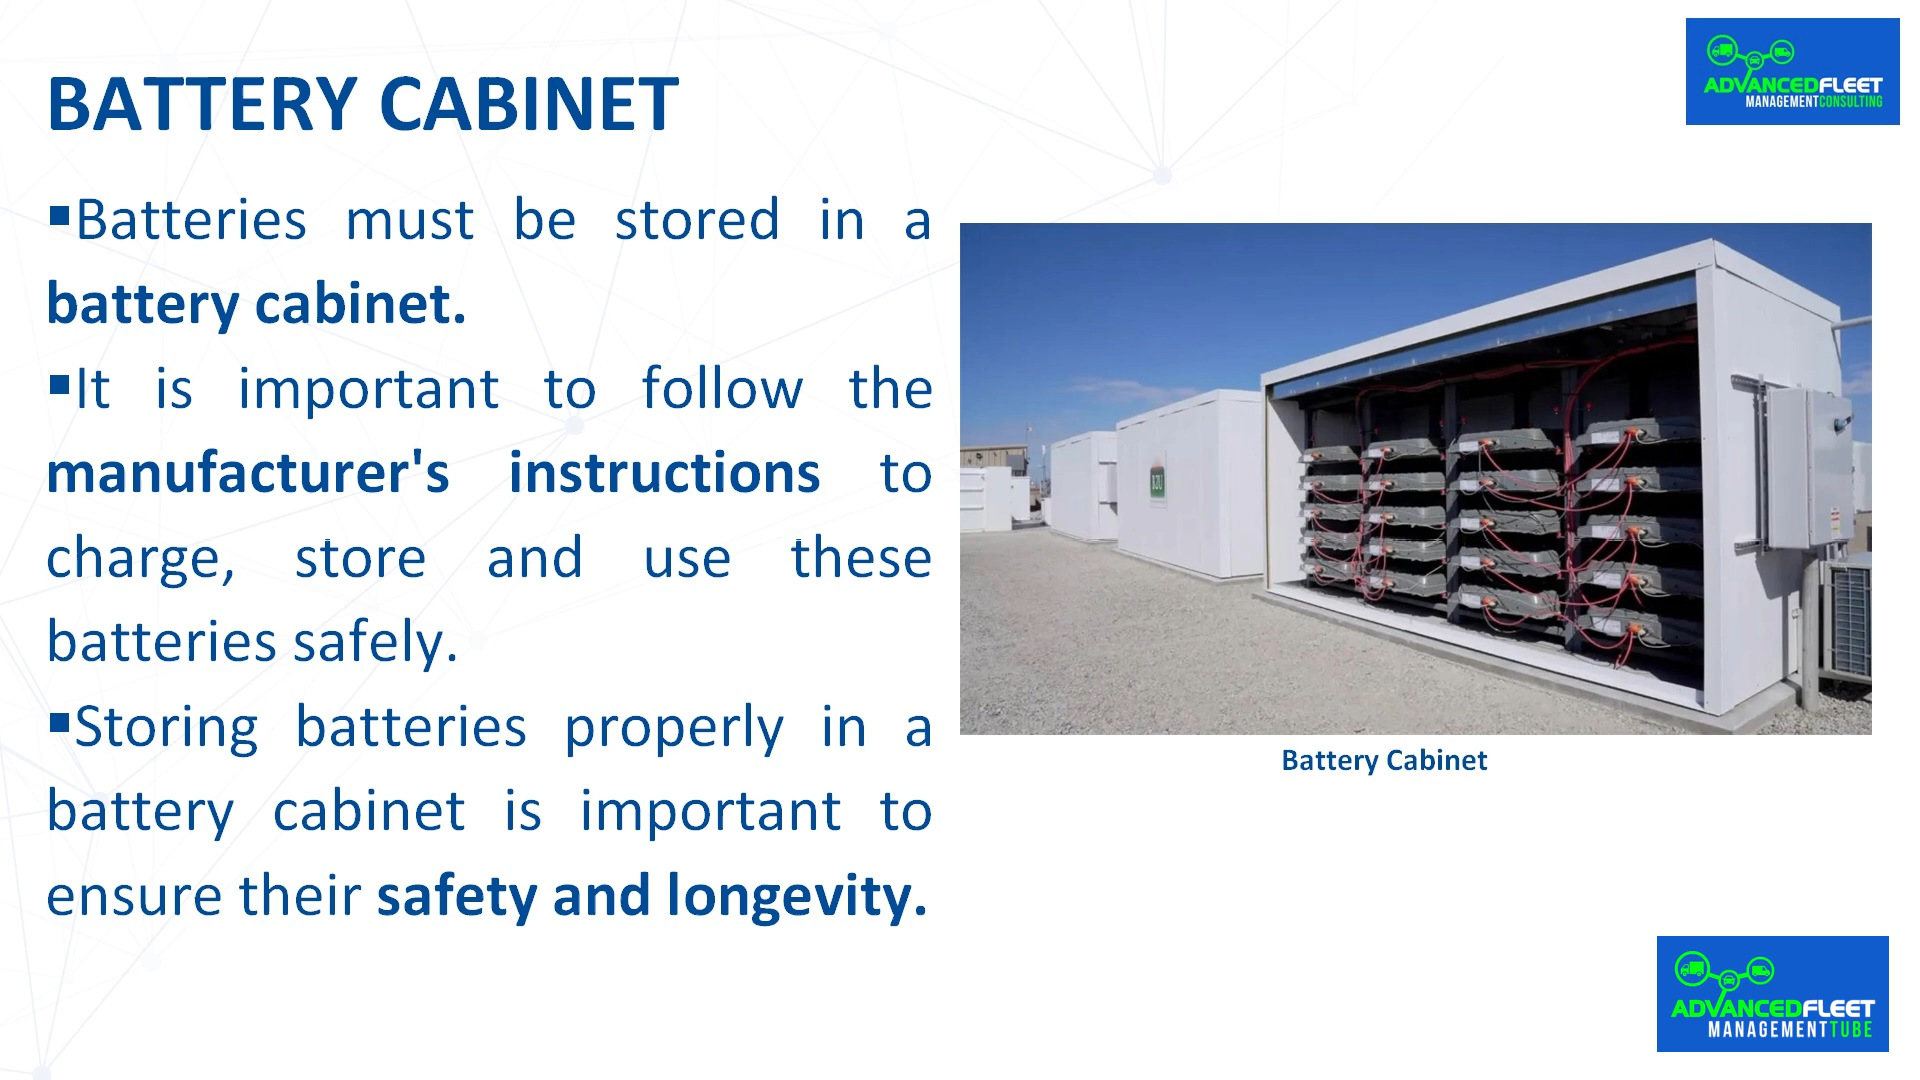 BATTERY CABINET
ADVANCEDFLEET
MANAGEMENTCONSULTING
▪Batteries must be stored in a
battery cabinet.
▪It is important to follow the
manufacturer's instructions to
charge, store and use these
batteries safely.
▪Storing batteries properly in a
battery cabinet is important to
ensure their safety and longevity.
B2U
Battery Cabinet
ADVANCEDFLEET
MANAGEMENTTUBE